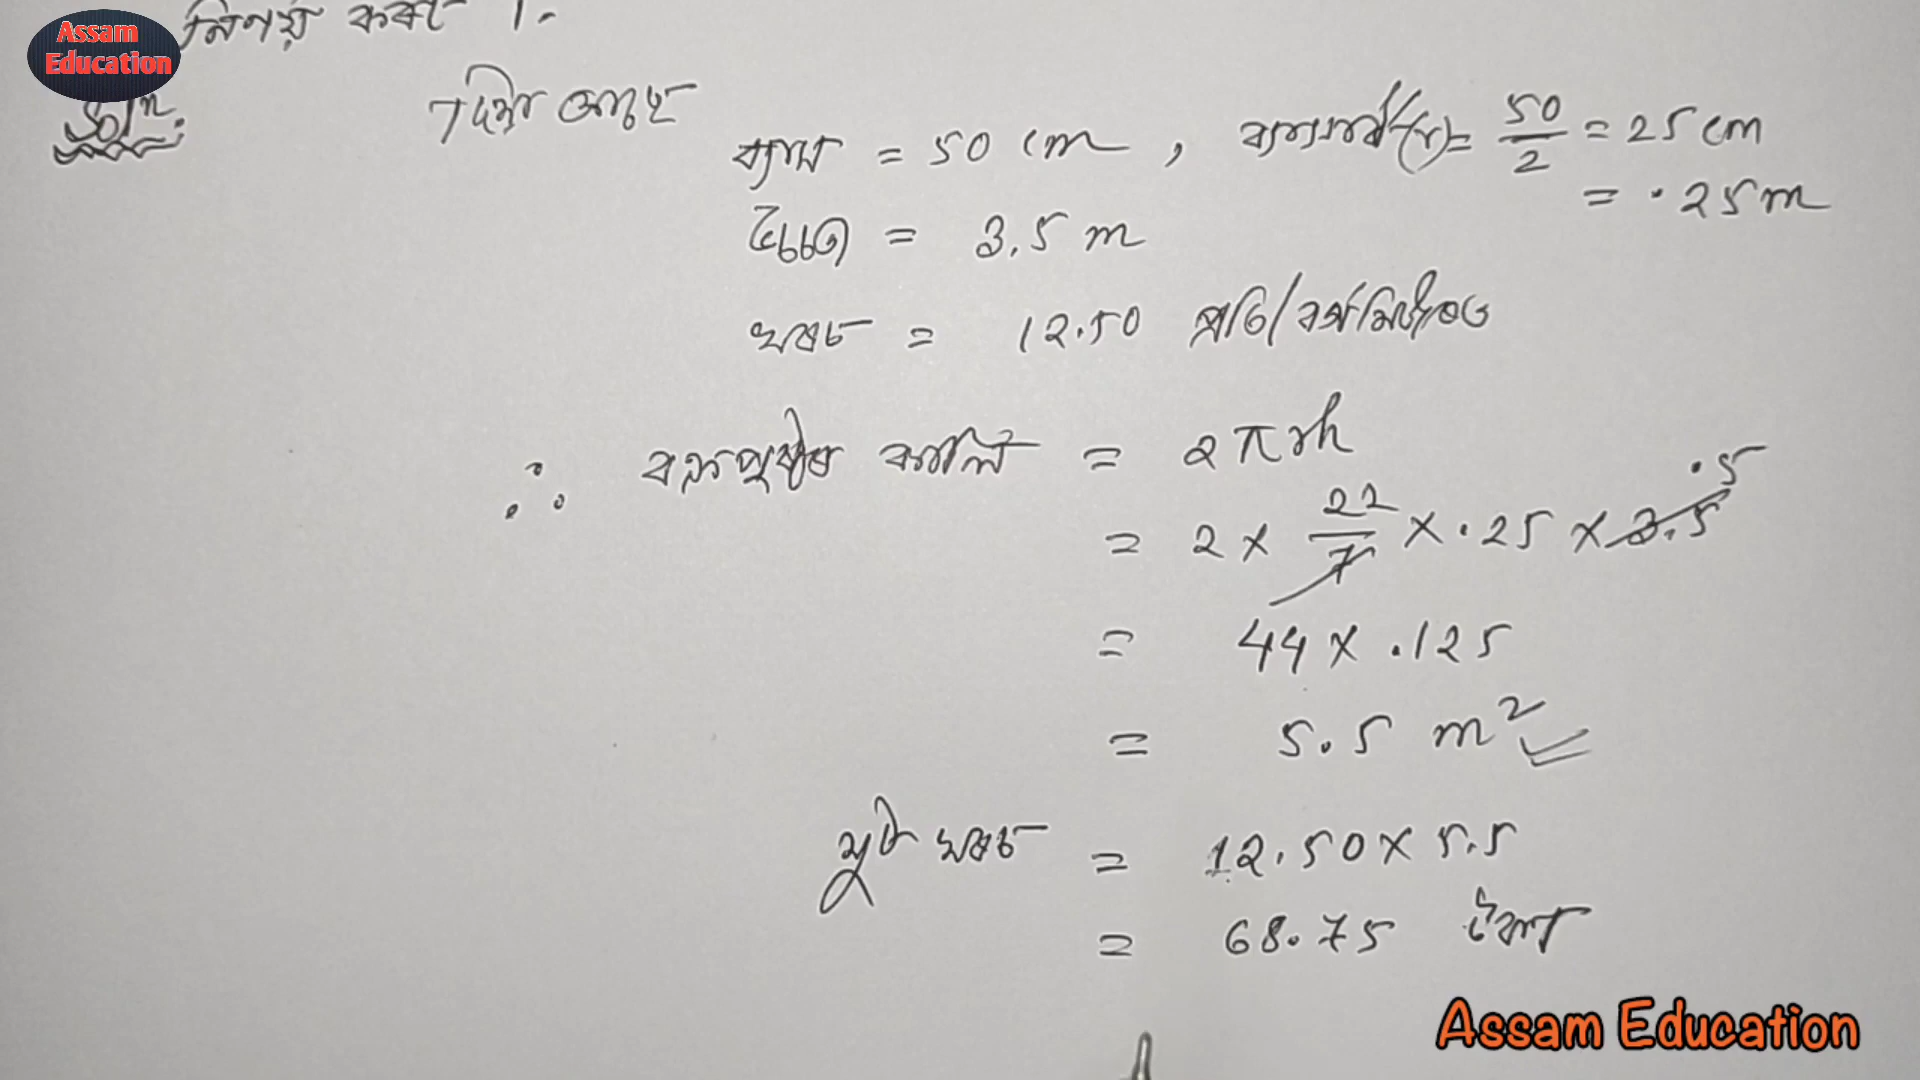 Assam
Education
নিৰ্ণয় কৰা ।
Solⁿ.
দিয়া আছে
ব্যাস = 50 cm , ব্যাসাৰ্ধ (r) = 50/2 = 25 cm
= .25 m
দৈৰ্ঘ্য = 3.5 m
খৰচ = 12.50 প্ৰতি/বৰ্গমিটাৰত
∴ বক্ৰপৃষ্ঠৰ কালি = 2πrh
= 2 × 22/7 × .25 × 3.5 .5
= 44 × .125
= 5.5 m²
মুঠ খৰচ = 12.50 × 5.5
= 68.75 টকা
Assam Education